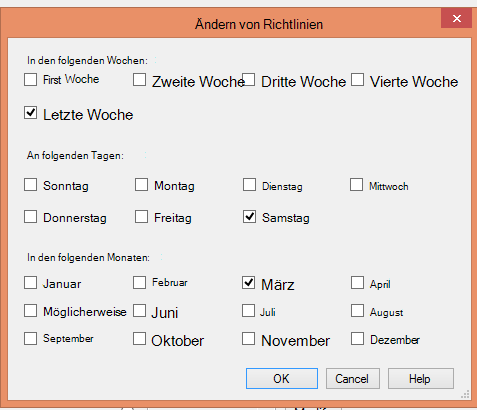 Ändern von Richtlinien
In den folgenden Wochen:
First Woche Zweite Woche Dritte Woche Vierte Woche
Letzte Woche
An folgenden Tagen:
Sonntag Montag Dienstag Mittwoch
Donnerstag Freitag Samstag
In den folgenden Monaten:
Januar Februar März April
Möglicherweise Juni Juli August
September Oktober November Dezember
OK Cancel Help